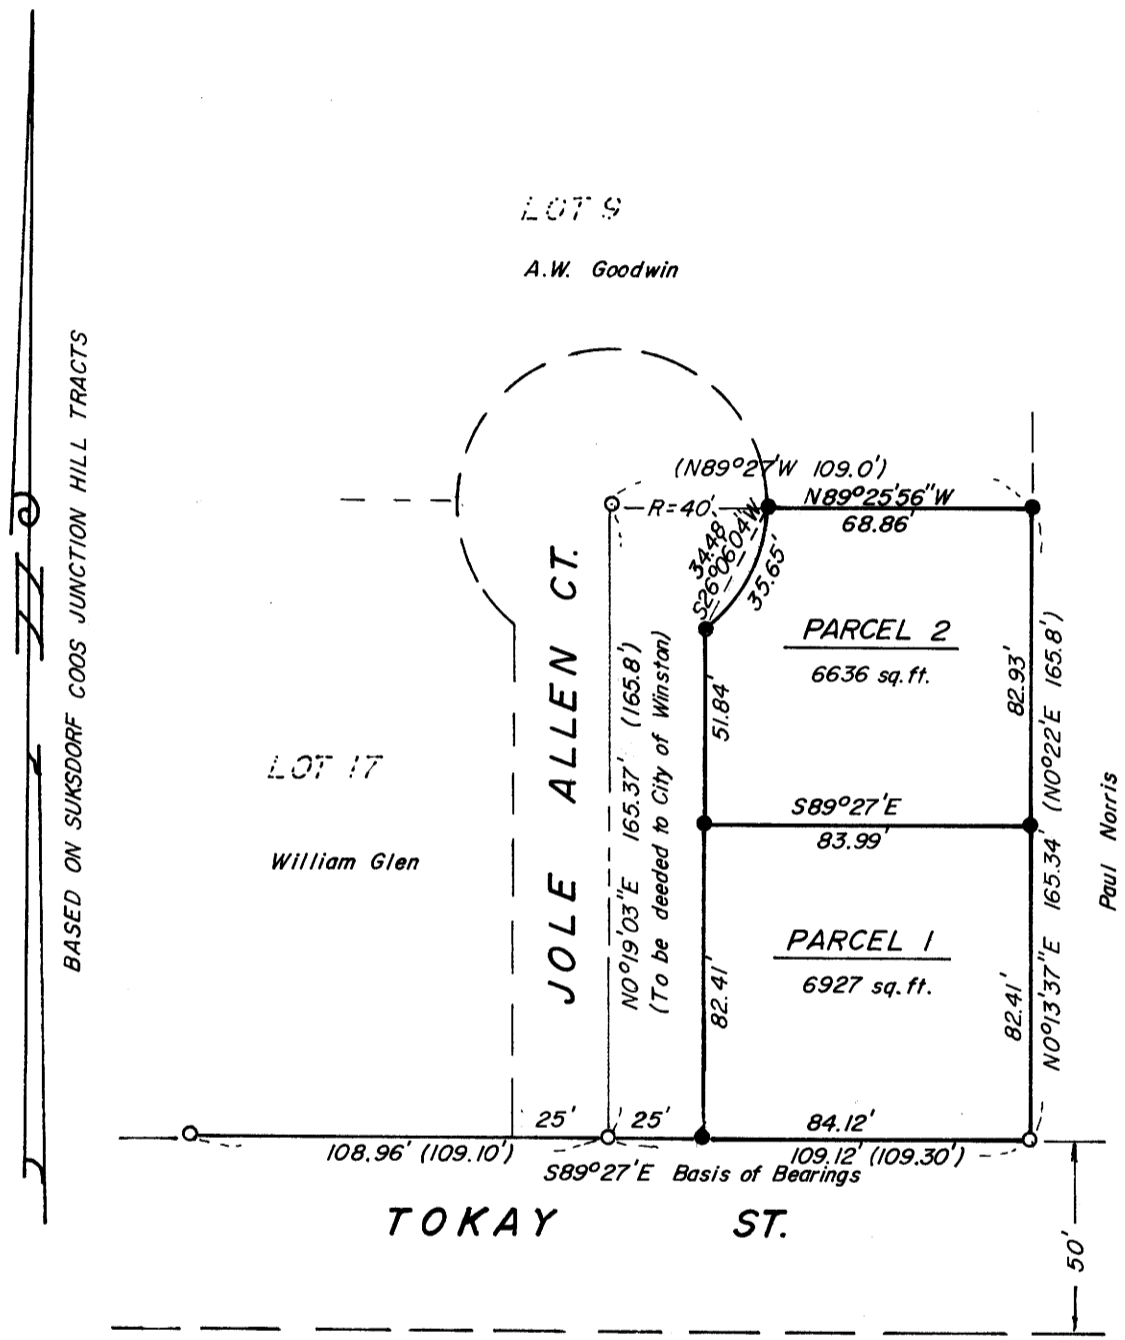 LOT 9
A.W. Goodwin
BASED ON SUKSDORF COOS JUNCTION HILL TRACTS
(N89°27'W 109.0')
R=40'
N89°25'56"W
68.86'
34.48'
S26°06'04"W
35.65'
PARCEL 2
6636 sq.ft.
51.84'
82.93'
(N0°22'E 165.8')
N0°13'37"E 165.34'
Paul Norris
JOLE ALLEN CT.
N0°19'03"E 165.37' (165.8')
(To be deeded to City of Winston)
LOT 17
William Glen
S89°27'E
83.99'
PARCEL 1
6927 sq.ft.
82.41'
82.41'
25'
25'
84.12'
108.96' (109.10')
109.12' (109.30')
S89°27'E Basis of Bearings
TOKAY ST.
50'